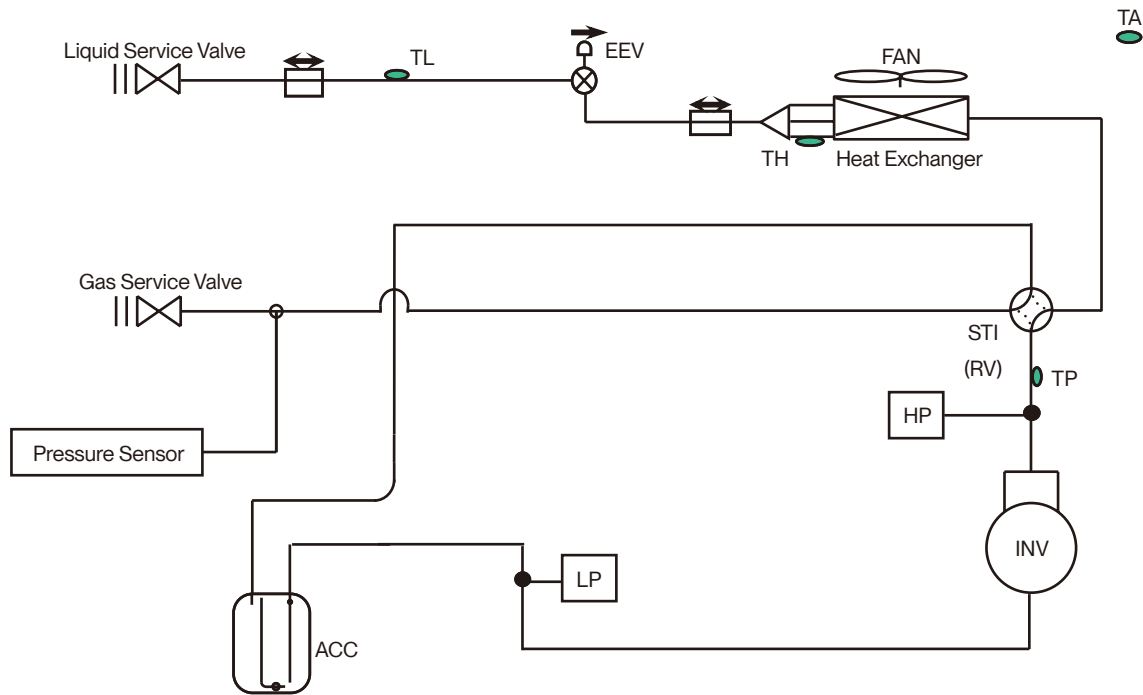 TA
Liquid Service Valve
TL
EEV
FAN
TH
Heat Exchanger
Gas Service Valve
STI
(RV)
TP
HP
Pressure Sensor
INV
LP
ACC